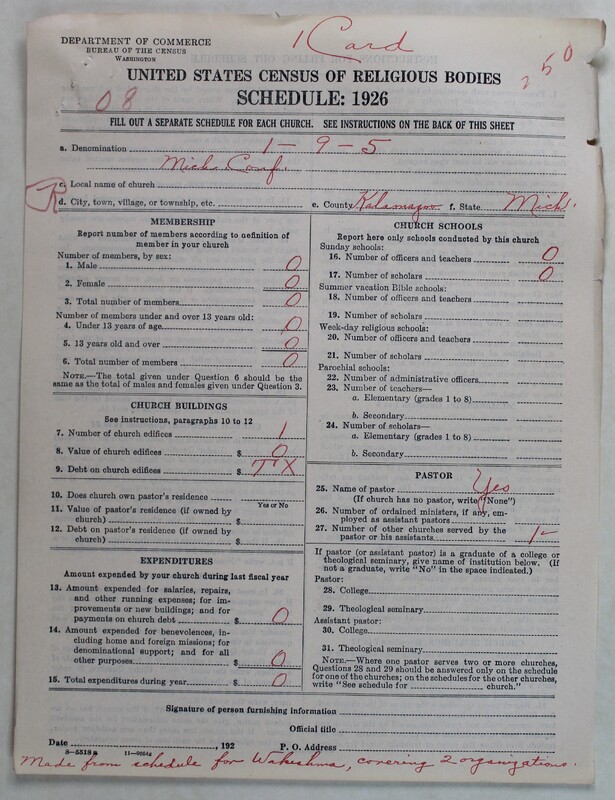 DEPARTMENT OF COMMERCE
BUREAU OF THE CENSUS
WASHINGTON
1 Card
250
UNITED STATES CENSUS OF RELIGIOUS BODIES
08
SCHEDULE: 1926
FILL OUT A SEPARATE SCHEDULE FOR EACH CHURCH. SEE INSTRUCTIONS ON THE BACK OF THIS SHEET
a. Denomination 1-9-5
Mich. Conf.
c. Local name of church
R d. City, town, village, or township, etc. e. County Kalamazoo f. State Mich.
MEMBERSHIP
Report number of members according to definition of
member in your church
Number of members, by sex:
1. Male 0
2. Female 0
3. Total number of members 0
Number of members under and over 13 years old:
4. Under 13 years of age 0
5. 13 years old and over 0
6. Total number of members 0
NOTE.—The total given under Question 6 should be
same as the total of males and females given under Question 3.
CHURCH BUILDINGS
See instructions, paragraphs 10 to 12
7. Number of church edifices 1
8. Value of church edifices $ 0
9. Debt on church edifices $
10. Does church own pastor's residence
Yes or No
11. Value of pastor's residence (if owned by
church) $
12. Debt on pastor's residence (if owned by
church) $
EXPENDITURES
Amount expended by your church during last fiscal year
13. Amount expended for salaries, repairs,
and other running expenses; for im-
provements or new buildings; and for
payments on church debt $ 0
14. Amount expended for benevolences, in-
cluding home and foreign missions; for
denominational support; and for all
other purposes $ 0
15. Total expenditures during year $ 0
CHURCH SCHOOLS
Report here only schools conducted by this church
Sunday schools:
16. Number of officers and teachers 0
17. Number of scholars 0
Summer vacation Bible schools:
18. Number of officers and teachers
19. Number of scholars
Week-day religious schools:
20. Number of officers and teachers
21. Number of scholars
Parochial schools:
22. Number of administrative officers
23. Number of teachers—
a. Elementary (grades 1 to 8)
b. Secondary
24. Number of scholars—
a. Elementary (grades 1 to 8)
b. Secondary
PASTOR
25. Name of pastor Yes
(If church has no pastor, write "None")
26. Number of ordained ministers, if any, em-
ployed as assistant pastors
27. Number of other churches served by the
pastor or his assistants 1-
If pastor (or assistant pastor) is a graduate of a college or
theological seminary, give name of institution below. (If
not a graduate, write "No" in the space indicated.)
Pastor:
28. College
29. Theological seminary
Assistant pastor:
30. College
31. Theological seminary
NOTE.—Where one pastor serves two or more churches,
Questions 28 and 29 should be answered only on the schedule
for one of the churches; on the schedules for the other churches,
write "See schedule for church."
Signature of person furnishing information
Official title
Date , 192 P. O. Address
Made from schedule for Wakeshma, covering 2 organizations.